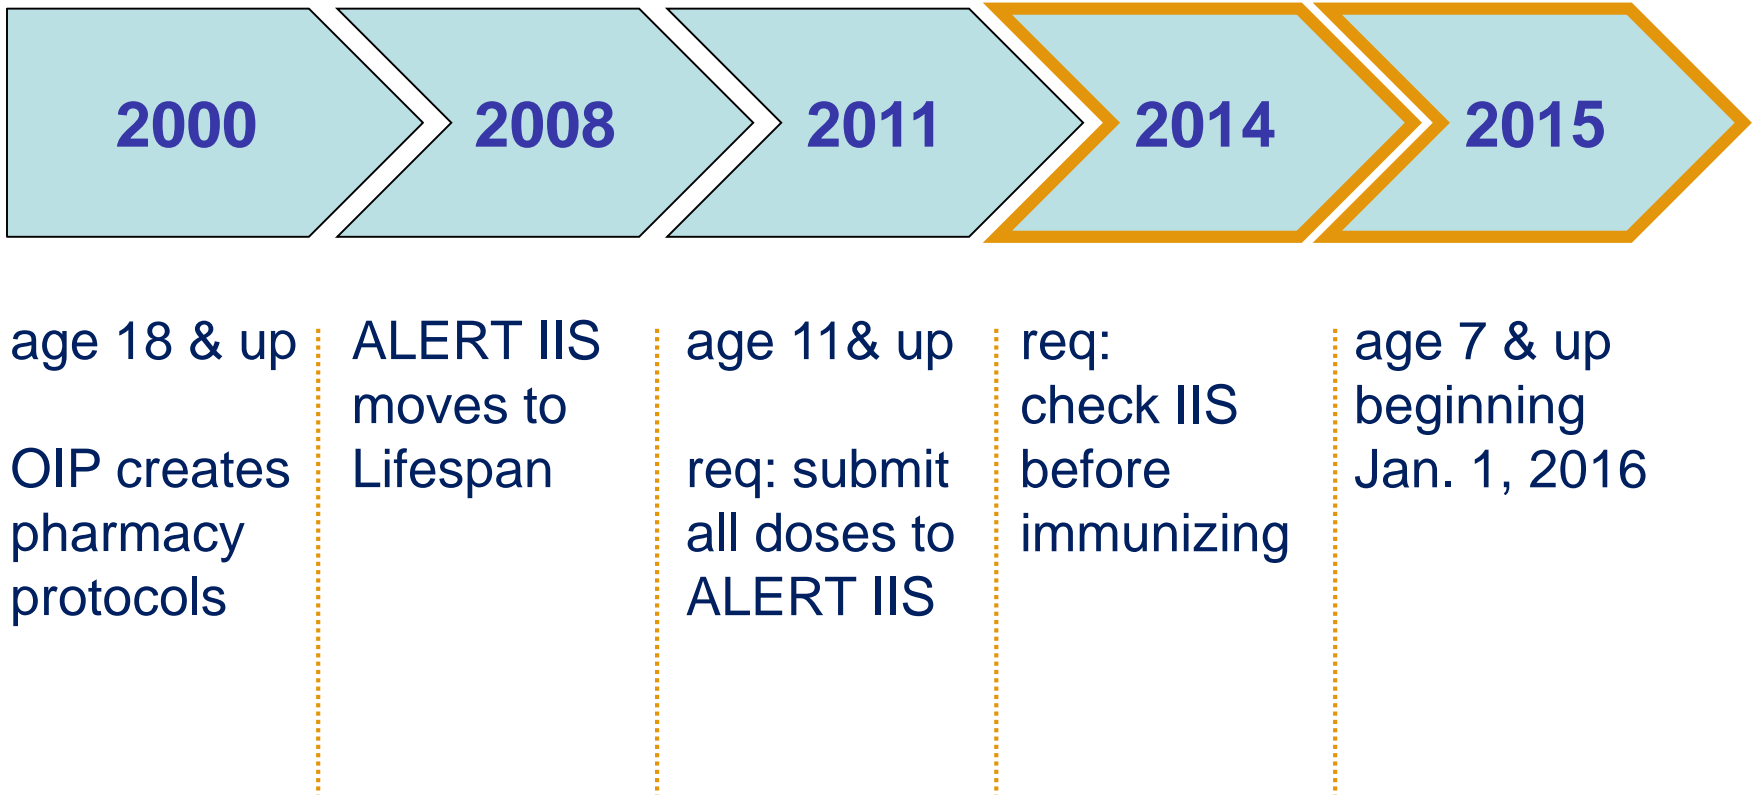 2000
2008
2011
2014
2015
age 18 & up
OIP creates
pharmacy
protocols
ALERT IIS
moves to
Lifespan
age 11& up
req: submit
all doses to
ALERT IIS
req:
check IIS
before
immunizing
age 7 & up
beginning
Jan. 1, 2016